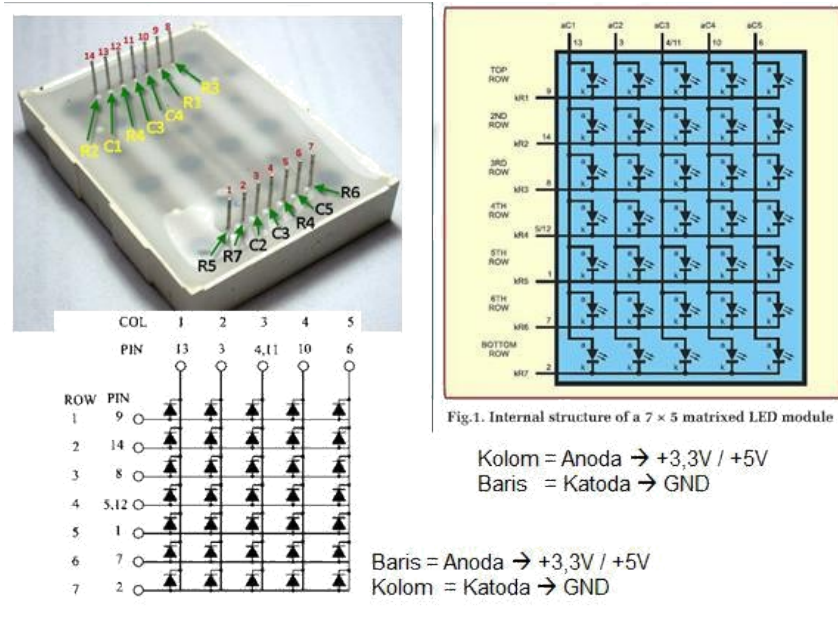 14 13 12 11 10 9 8
R2 C1 R4 C3 C4 R1 R3
1 2 3 4 5 6 7
R5 R7 C2 C3 R4 C5 R6
COL 1 2 3 4 5
PIN 13 3 4,11 10 6
ROW PIN
1 9
2 14
3 8
4 5,12
5 1
6 7
7 2
aC1 aC2 aC3 aC4 aC5
13 3 4/11 10 6
TOP
ROW
kR1 9
a a a a a
k k k k k
2ND
ROW
kR2 14
a a a a a
k k k k k
3RD
ROW
kR3 8
a a a a a
k k k k k
4TH
ROW
kR4 5/12
a a a a a
k k k k k
5TH
ROW
kR5 1
a a a a a
k k k k k
6TH
ROW
kR6 7
a a a a a
k k k k k
BOTTOM
ROW
kR7 2
a a a a a
k k k k k
Fig.1. Internal structure of a 7 × 5 matrixed LED module
Kolom = Anoda → +3,3V / +5V
Baris = Katoda → GND
Baris = Anoda → +3,3V / +5V
Kolom = Katoda → GND